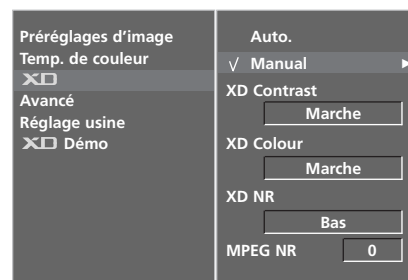 Préréglages d'image
Temp. de couleur
XD
Avancé
Réglage usine
XD Démo
Auto.
√ Manual
XD Contrast
Marche
XD Colour
Marche
XD NR
Bas
MPEG NR 0